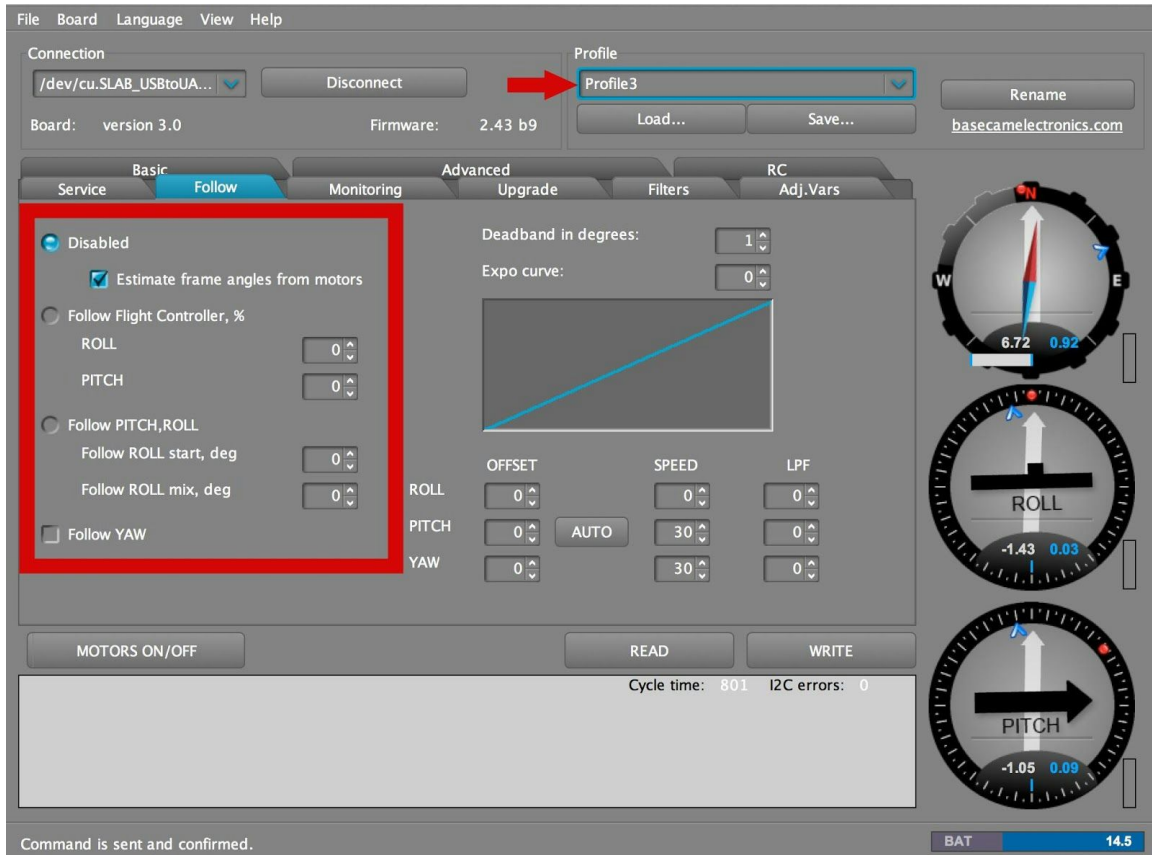 File Board Language View Help
Connection
Profile
/dev/cu.SLAB_USBtoUA... Disconnect
Profile3
Rename
Load... Save...
Board: version 3.0 Firmware: 2.43 b9
basecamelectronics.com
Basic Advanced RC
Service Follow Monitoring Upgrade Filters Adj.Vars
Disabled
Estimate frame angles from motors
Follow Flight Controller, %
ROLL 0
PITCH 0
Follow PITCH,ROLL
Follow ROLL start, deg 0
Follow ROLL mix, deg 0
Follow YAW
Deadband in degrees: 1
Expo curve: 0
OFFSET SPEED LPF
ROLL 0 0 0
PITCH 0 AUTO 30 0
YAW 0 30 0
N
W E
6.72 0.92
ROLL
-1.43 0.03
PITCH
-1.05 0.09
MOTORS ON/OFF READ WRITE
Cycle time: 801 I2C errors: 0
Command is sent and confirmed.
BAT 14.5